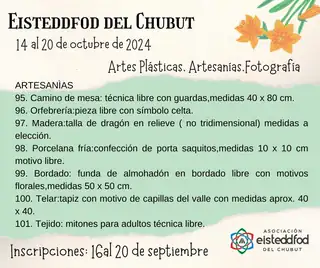 Eisteddfod del Chubut
14 al 20 de octubre de 2024
Artes Plásticas. Artesanias.Fotografia
ARTESANÌAS
95. Camino de mesa: técnica libre con guardas,medidas 40 x 80 cm.
96. Orfebrería:pieza libre con símbolo celta.
97. Madera:talla de dragón en relieve ( no tridimensional) medidas a
elección.
98. Porcelana fría:confección de porta saquitos,medidas 10 x 10 cm
motivo libre.
99. Bordado: funda de almohadón en bordado libre con motivos
florales,medidas 50 x 50 cm.
100. Telar:tapiz con motivo de capillas del valle con medidas aprox. 40
x 40.
101. Tejido: mitones para adultos técnica libre.
Inscripciones: 16al 20 de septiembre
ASOCIACIÓN
eisteddfod
DEL CHUBUT